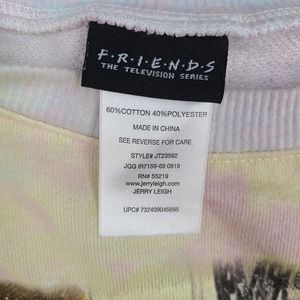 F·R·I·E·N·D·S
THE TELEVISION SERIES
60%COTTON 40%POLYESTER
MADE IN CHINA
SEE REVERSE FOR CARE
STYLE# JT23592
JGG IR7159-69 0819
RN# 55219
www.jerryleigh.com
JERRY LEIGH
UPC# 732409045695